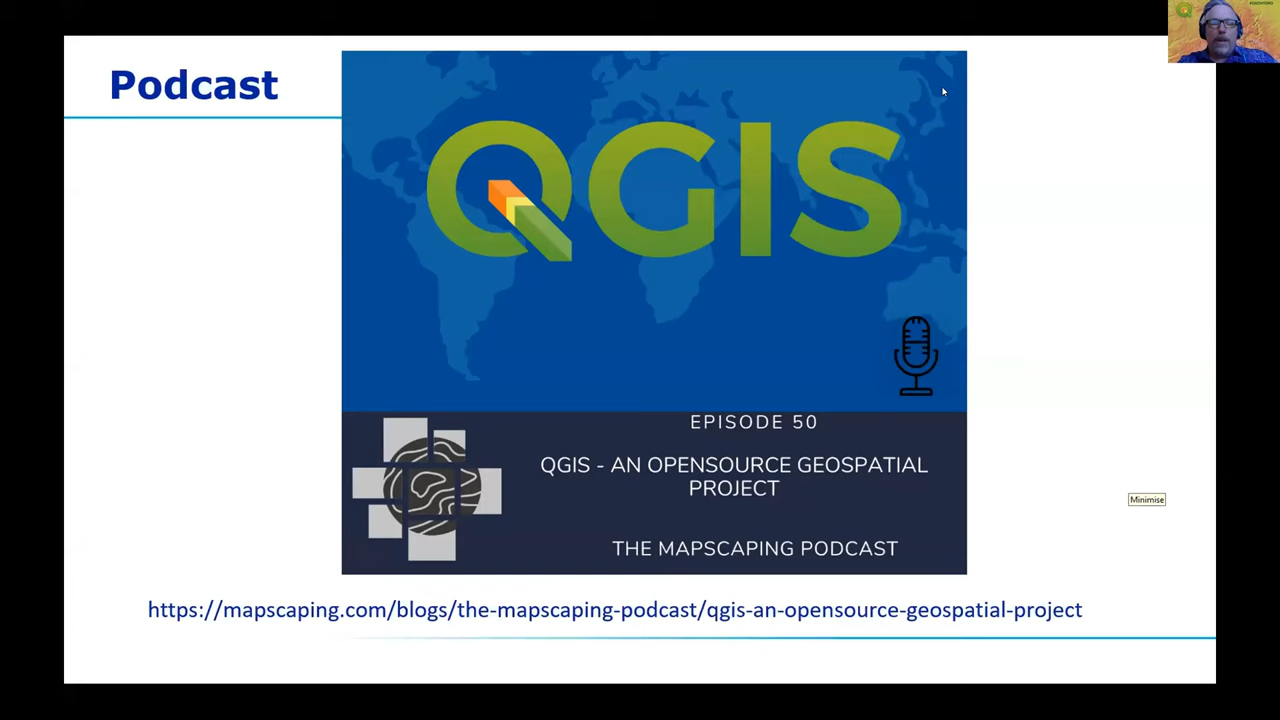 Podcast
QGIS
EPISODE 50
QGIS - AN OPENSOURCE GEOSPATIAL
PROJECT
THE MAPSCAPING PODCAST
Minimise
https://mapscaping.com/blogs/the-mapscaping-podcast/qgis-an-opensource-geospatial-project